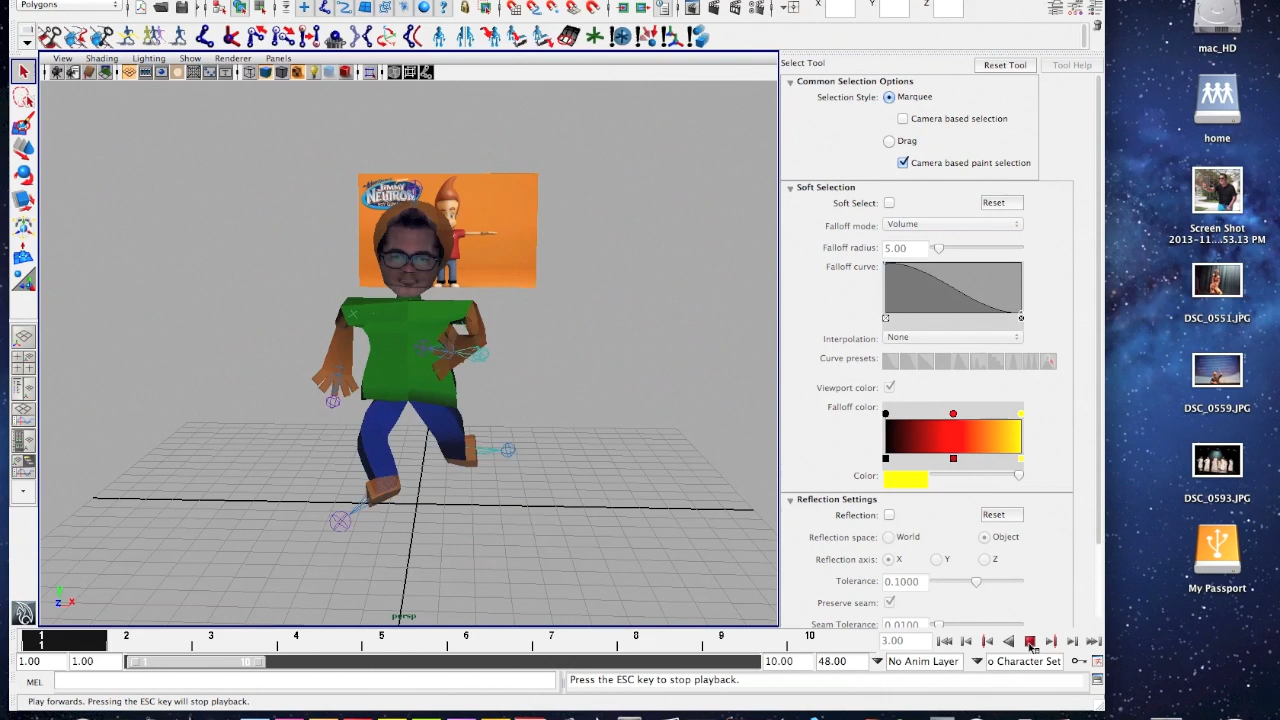 Polygons
X Y Z
View Shading Lighting Show Renderer Panels
Select Tool
Reset Tool
Tool Help
Common Selection Options
Selection Style: Marquee
Camera based selection
Drag
Camera based paint selection
Soft Selection
Soft Select:
Reset
Falloff mode: Volume
Falloff radius: 5.00
Falloff curve:
Interpolation: None
Curve presets:
Viewport color:
Falloff color:
Color:
Reflection Settings
Reflection:
Reset
Reflection space: World Object
Reflection axis: X Y Z
Tolerance: 0.1000
Preserve seam:
Seam Tolerance: 0.0100
JIMMY
NEUTRON
persp
z x
1 2 3 4 5 6 7 8 9 10
1
3.00
1.00 1.00 1 10 10.00 48.00 No Anim Layer o Character Set
MEL
Press the ESC key to stop playback.
Play forwards. Pressing the ESC key will stop playback.
mac_HD
home
Screen Shot
2013-11...53.13 PM
DSC_0551.JPG
DSC_0559.JPG
DSC_0593.JPG
My Passport